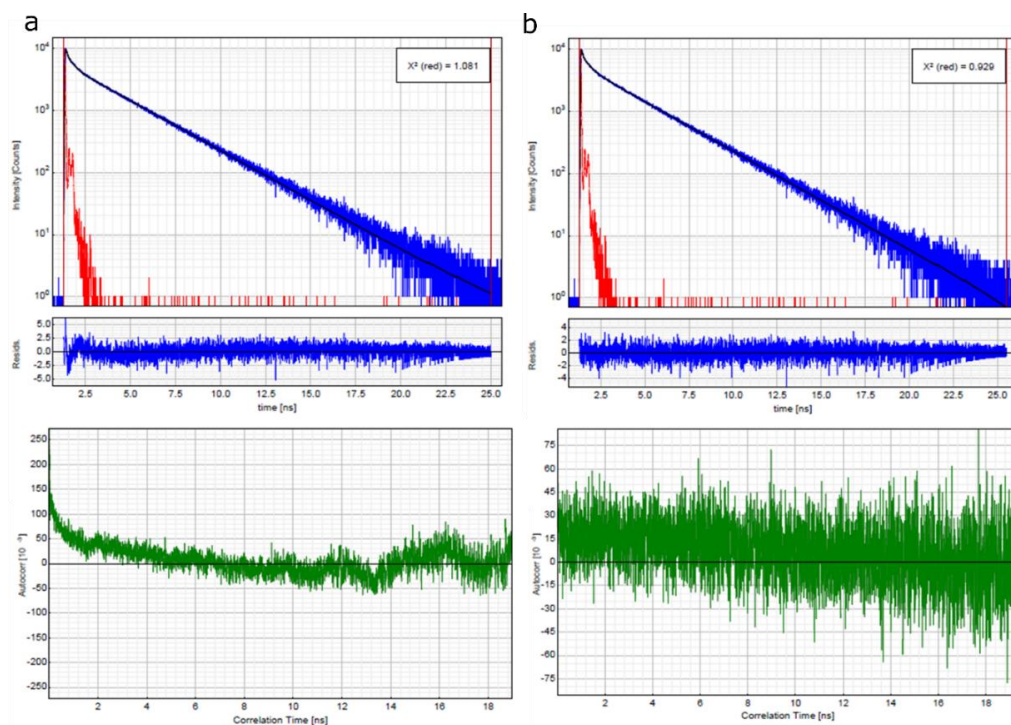 a
X² (red) = 1.081
Intensity [Counts]
10⁴
10³
10²
10¹
10⁰
Resids.
5.0
2.5
0.0
-2.5
-5.0
2.5 5.0 7.5 10.0 12.5 15.0 17.5 20.0 22.5 25.0
time [ns]
Autocorr [10⁻³]
250
200
150
100
50
0
-50
-100
-150
-200
-250
2 4 6 8 10 12 14 16 18
Correlation Time [ns]
b
X² (red) = 0.929
Intensity [Counts]
10⁴
10³
10²
10¹
10⁰
Resids.
4
2
0
-2
-4
2.5 5.0 7.5 10.0 12.5 15.0 17.5 20.0 22.5 25.0
time [ns]
Autocorr [10⁻³]
75
60
45
30
15
0
-15
-30
-45
-60
-75
2 4 6 8 10 12 14 16 18
Correlation Time [ns]